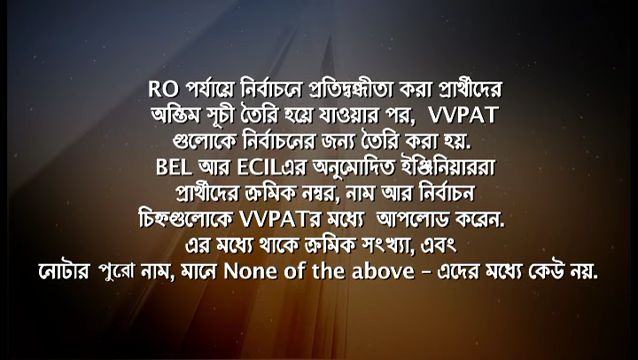 RO পর্যায়ে নির্বাচনে প্রতিদ্বন্ধীতা করা প্রার্থীদের
অন্তিম সূচী তৈরি হয়ে যাওয়ার পর, VVPAT
গুলোকে নির্বাচনের জন্য তৈরি করা হয়.
BEL আর ECILএর অনুমোদিত ইঞ্জিনিয়াররা
প্রার্থীদের ক্রমিক নম্বর, নাম আর নির্বাচন
চিহ্নগুলোকে VVPATর মধ্যে আপলোড করেন.
এর মধ্যে থাকে ক্রমিক সংখ্যা, এবং
নোটার পুরো নাম, মানে None of the above – এদের মধ্যে কেউ নয়.